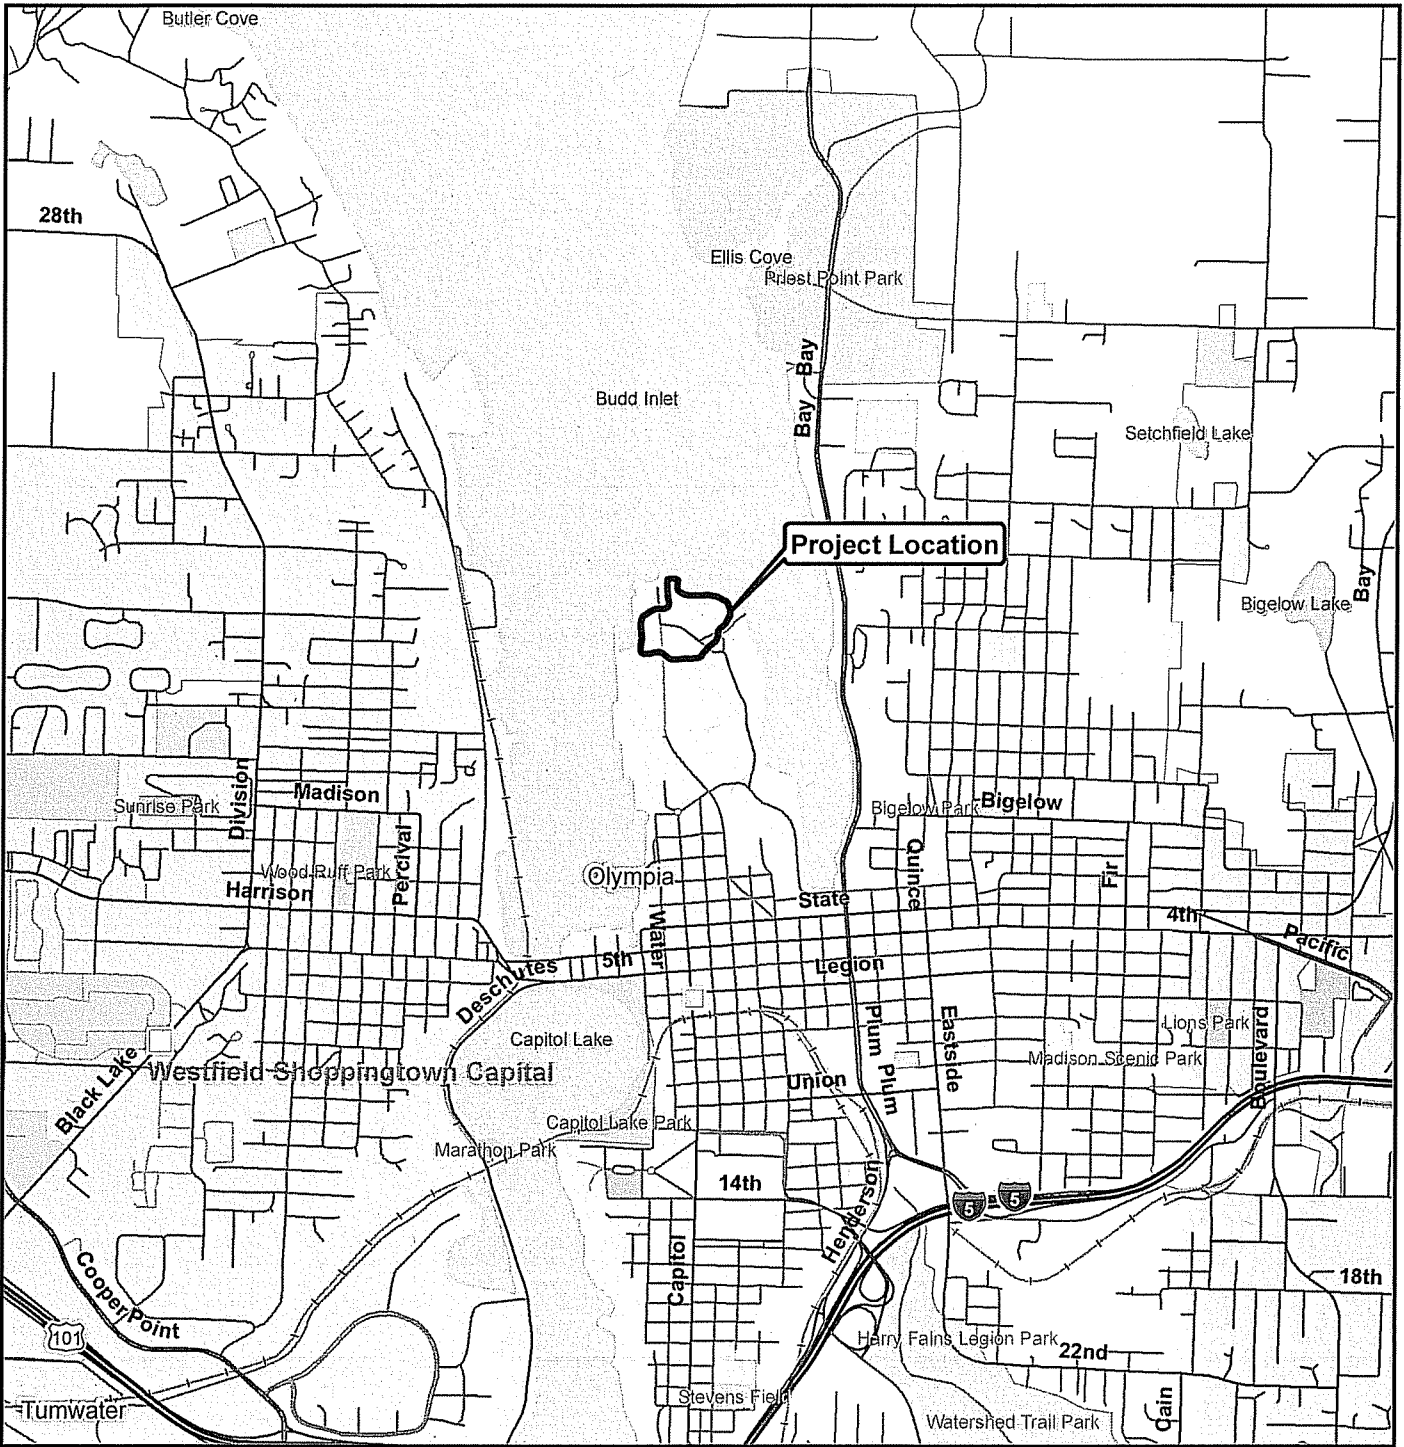 Butler Cove
28th
Ellis Cove
Priest Point Park
Bay
Bay
Budd Inlet
Setchfield Lake
Project Location
Bay
Bigelow Lake
Division
Madison
Sunrise Park
Percival
Wood Ruff Park
Harrison
Bigelow Park
Bigelow
Quince
Fir
Olympia
Water
State
4th
Pacific
5th
Legion
Deschutes
Plum
Plum
Eastside
Lions Park
Boulevard
Capitol Lake
Madison Scenic Park
Black Lake
Westfield Shoppingtown Capital
Union
Capitol Lake Park
Marathon Park
14th
Henderson
5
5
Capitol
Cooper Point
18th
101
Harry Fains Legion Park
22nd
Tumwater
Stevens Field
Cain
Watershed Trail Park